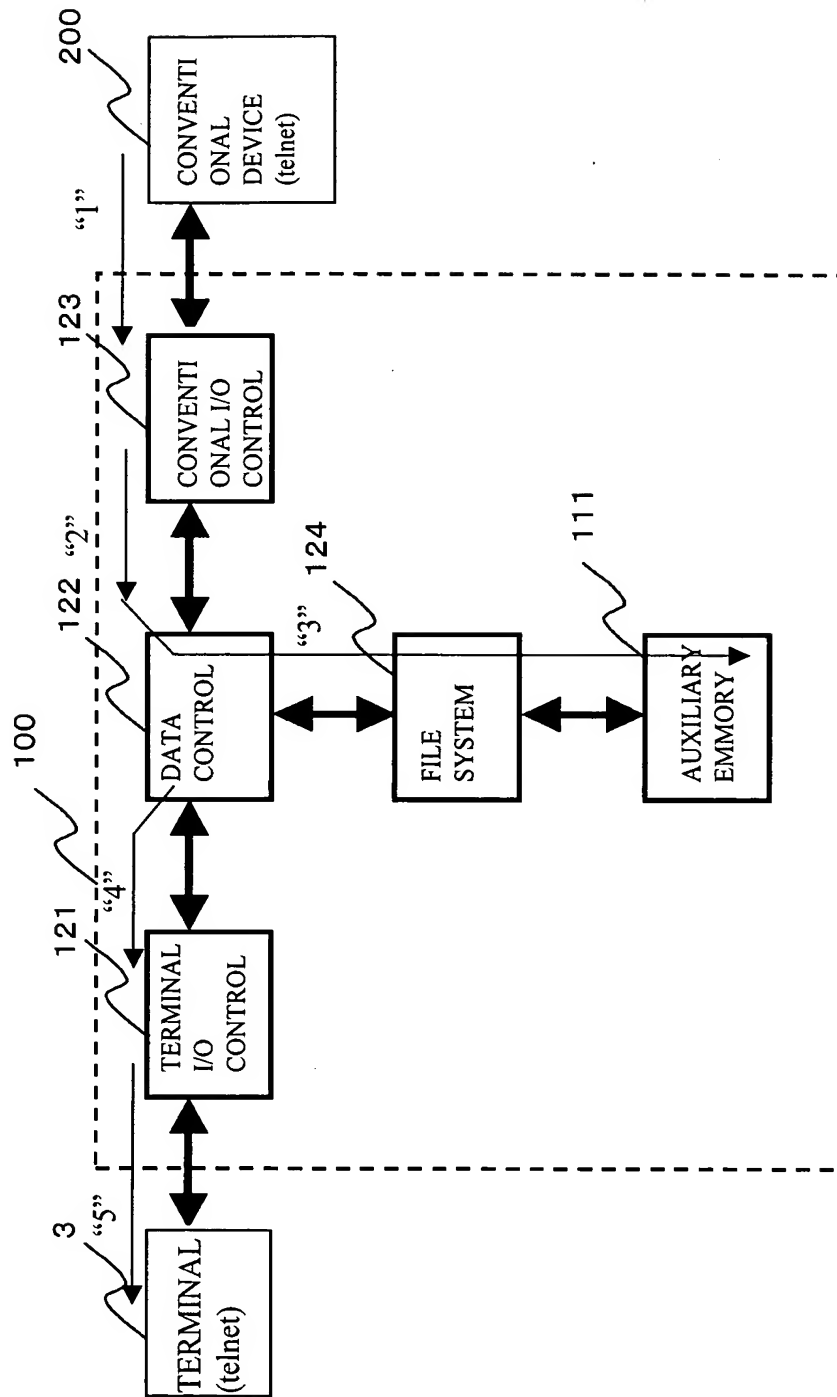 100
3
"5"
121
"4"
122
"2"
123
"1"
200
TERMINAL
(telnet)
TERMINAL
I/O
CONTROL
DATA
CONTROL
CONVENTI
ONAL I/O
CONTROL
CONVENTI
ONAL
DEVICE
(telnet)
"3"
124
FILE
SYSTEM
111
AUXILIARY
EMMORY